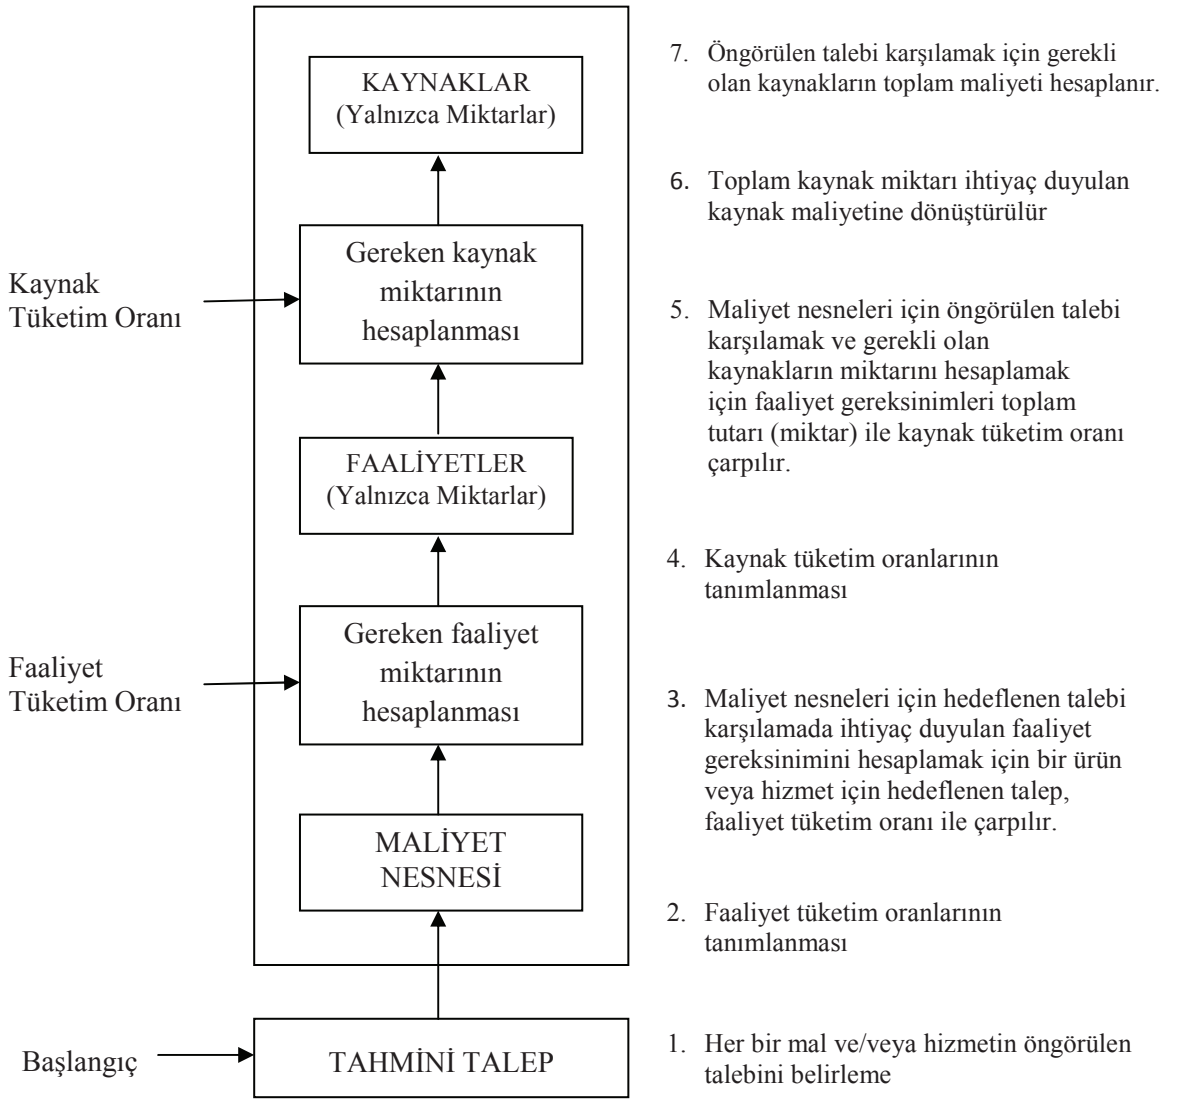 KAYNAKLAR
(Yalnızca Miktarlar)
Gereken kaynak
miktarının
hesaplanması
Kaynak
Tüketim Oranı
FAALİYETLER
(Yalnızca Miktarlar)
Gereken faaliyet
miktarının
hesaplanması
Faaliyet
Tüketim Oranı
MALİYET
NESNESİ
Başlangıç
TAHMİNİ TALEP
7. Öngörülen talebi karşılamak için gerekli
olan kaynakların toplam maliyeti hesaplanır.
6. Toplam kaynak miktarı ihtiyaç duyulan
kaynak maliyetine dönüştürülür
5. Maliyet nesneleri için öngörülen talebi
karşılamak ve gerekli olan
kaynakların miktarını hesaplamak
için faaliyet gereksinimleri toplam
tutarı (miktar) ile kaynak tüketim oranı
çarpılır.
4. Kaynak tüketim oranlarının
tanımlanması
3. Maliyet nesneleri için hedeflenen talebi
karşılamada ihtiyaç duyulan faaliyet
gereksinimini hesaplamak için bir ürün
veya hizmet için hedeflenen talep,
faaliyet tüketim oranı ile çarpılır.
2. Faaliyet tüketim oranlarının
tanımlanması
1. Her bir mal ve/veya hizmetin öngörülen
talebini belirleme